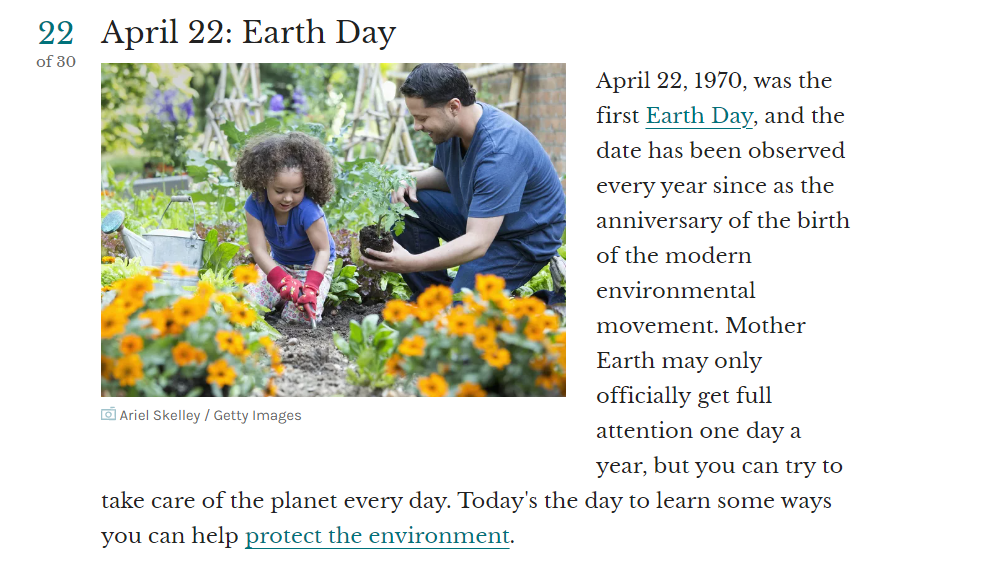 22
of 30
April 22: Earth Day
April 22, 1970, was the
first Earth Day, and the
date has been observed
every year since as the
anniversary of the birth
of the modern
environmental
movement. Mother
Earth may only
officially get full
attention one day a
year, but you can try to
Ariel Skelley / Getty Images
take care of the planet every day. Today's the day to learn some ways
you can help protect the environment.